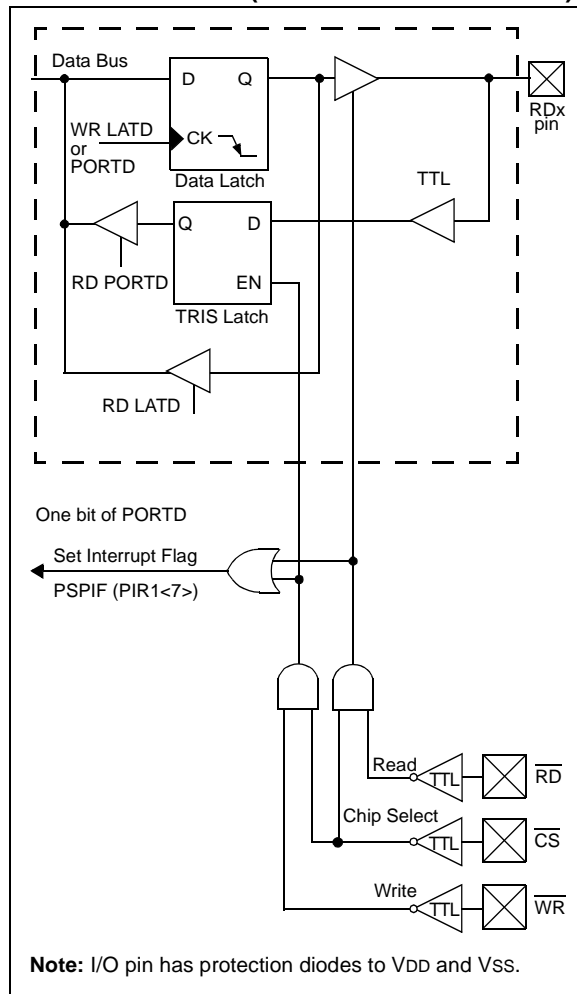 Data Bus
D Q
WR LATD
or
PORTD
CK
Data Latch
RDx
pin
TTL
Q D
EN
RD PORTD
TRIS Latch
RD LATD
One bit of PORTD
Set Interrupt Flag
PSPIF (PIR1<7>)
Read
TTL
RD
Chip Select
TTL
CS
Write
TTL
WR
Note: I/O pin has protection diodes to VDD and VSS.